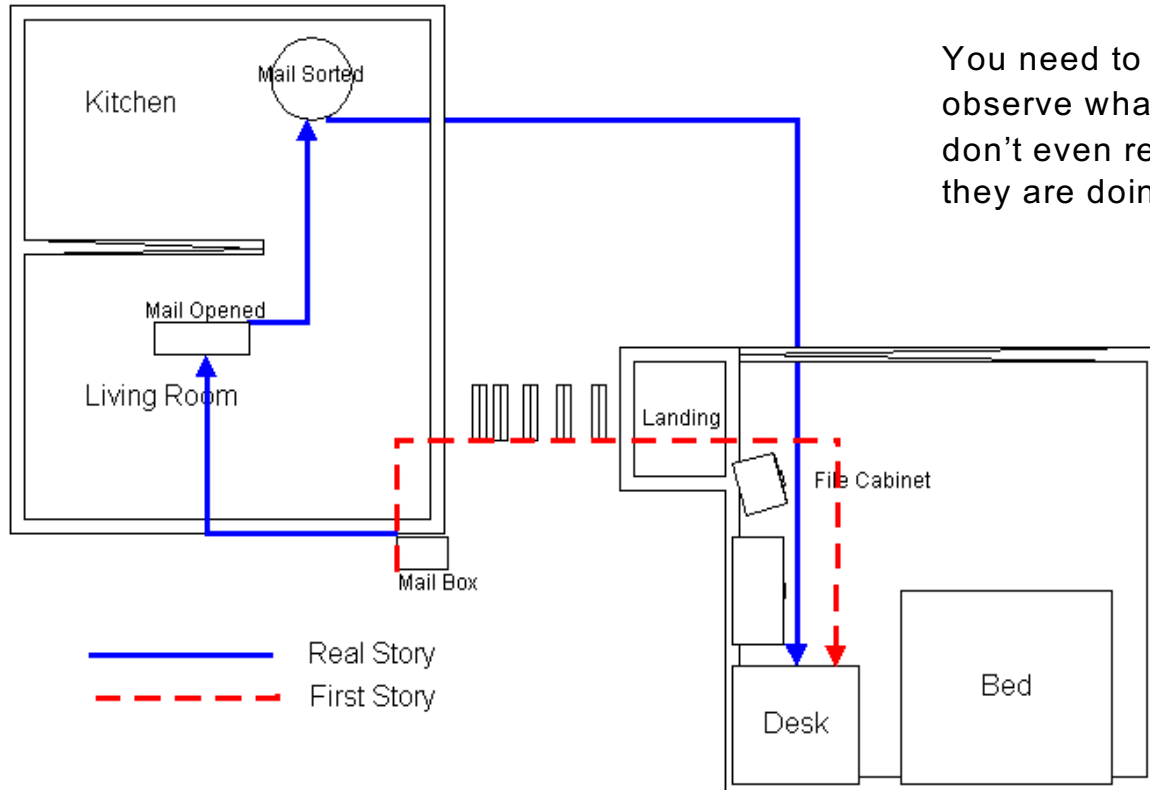 You need to
observe wha
don't even re
they are doin
Mail Sorted
Kitchen
Mail Opened
Living Room
Landing
File Cabinet
Mail Box
Real Story
First Story
Bed
Desk